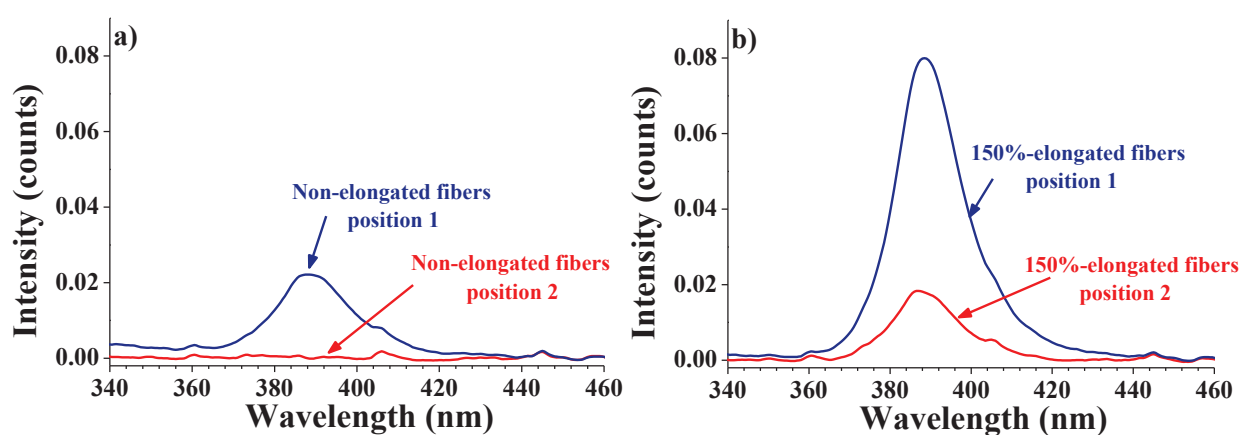 a)
Intensity (counts)
0.08
0.06
0.04
0.02
0.00
Non-elongated fibers
position 1
Non-elongated fibers
position 2
340 360 380 400 420 440 460
Wavelength (nm)
b)
Intensity (counts)
0.08
0.06
0.04
0.02
0.00
150%-elongated fibers
position 1
150%-elongated fibers
position 2
340 360 380 400 420 440 460
Wavelength (nm)